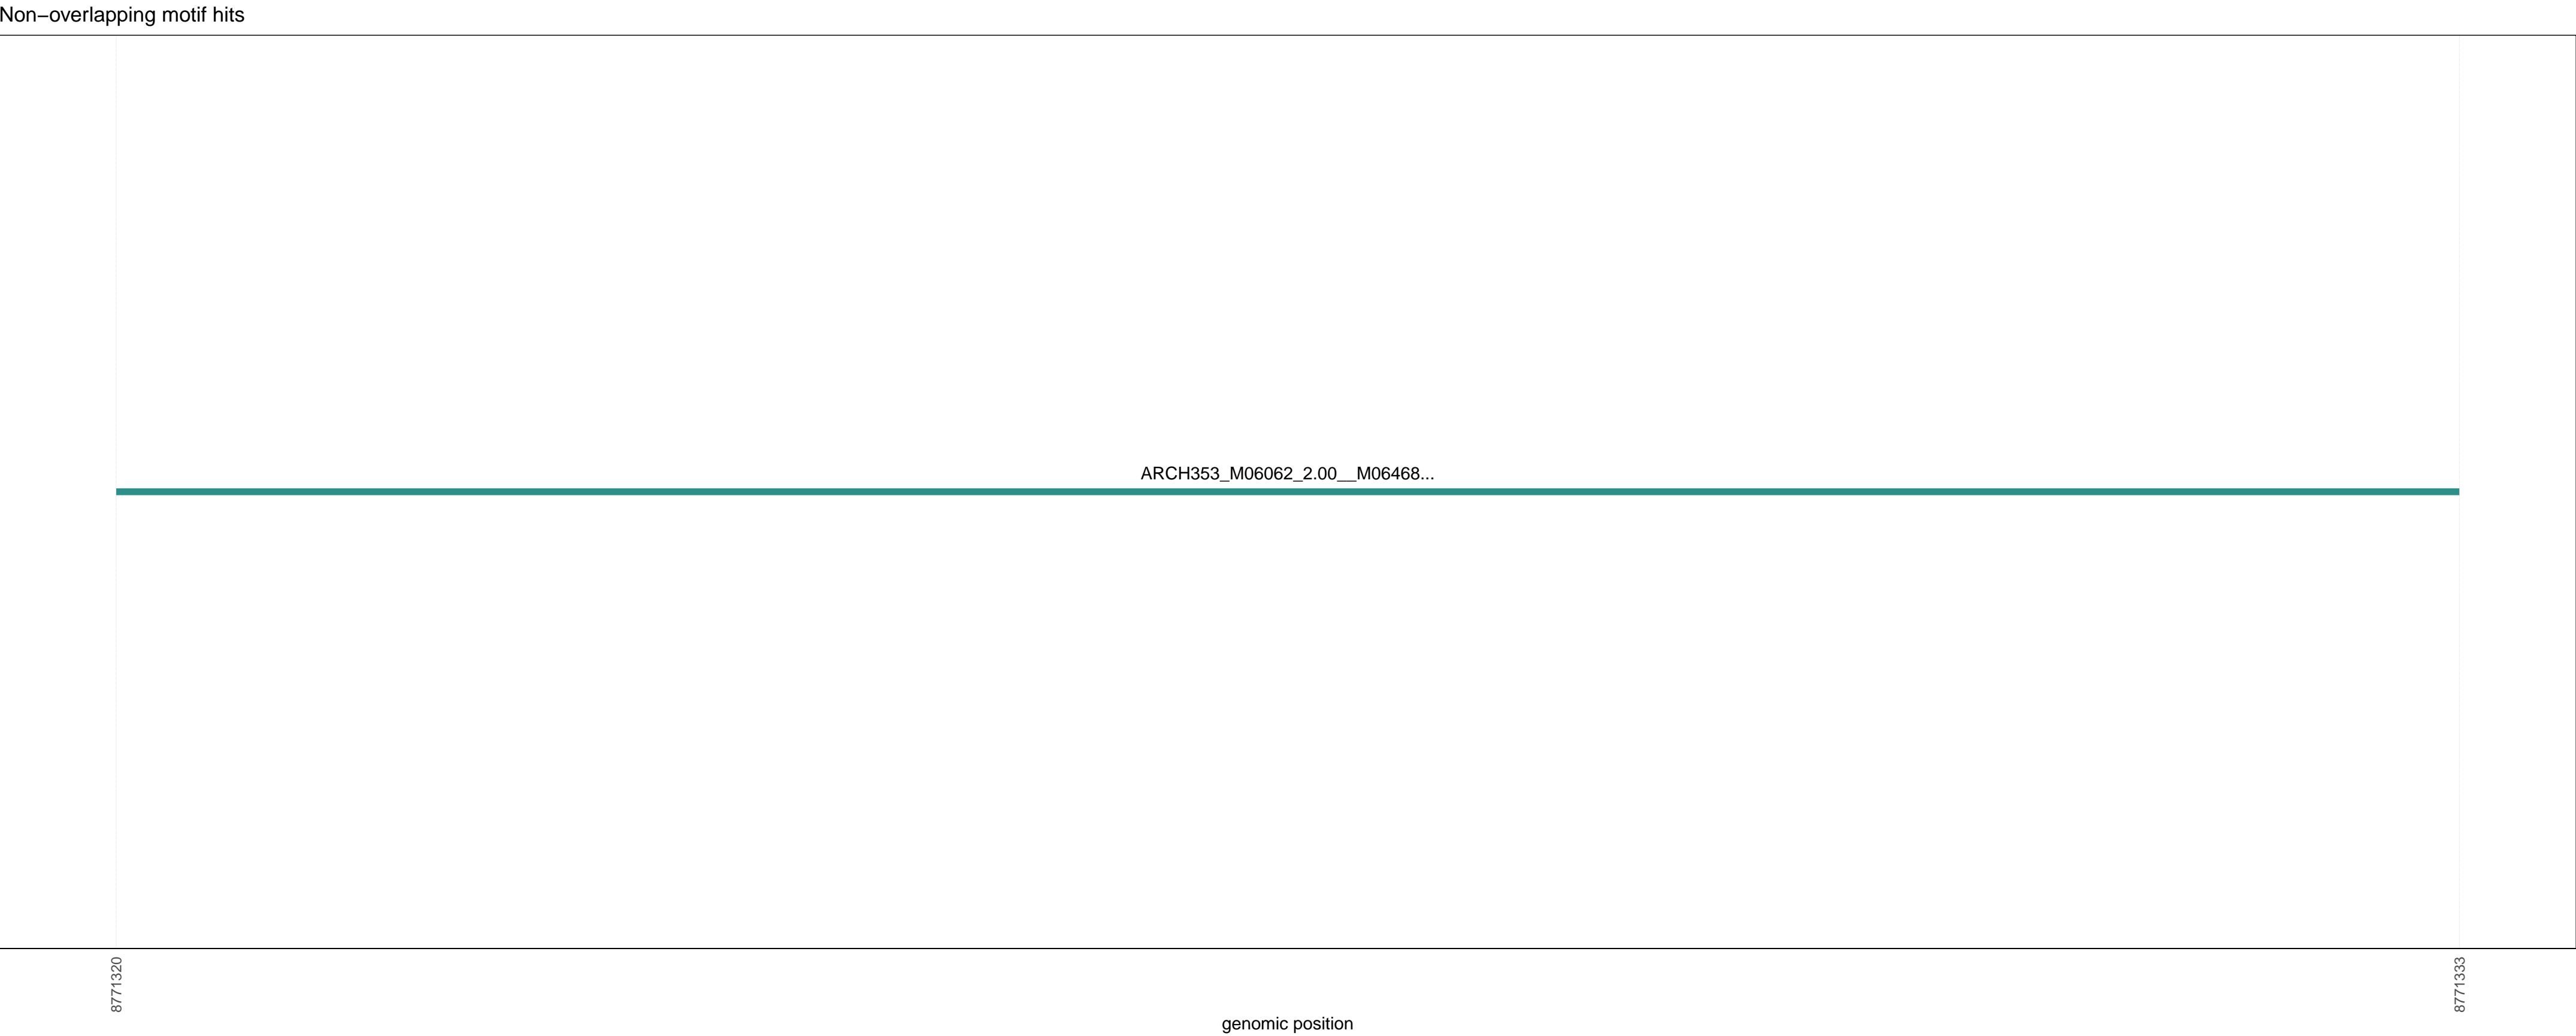 Non−overlapping motif hits
ARCH353_M06062_2.00__M06468...
8771320
8771333
genomic position